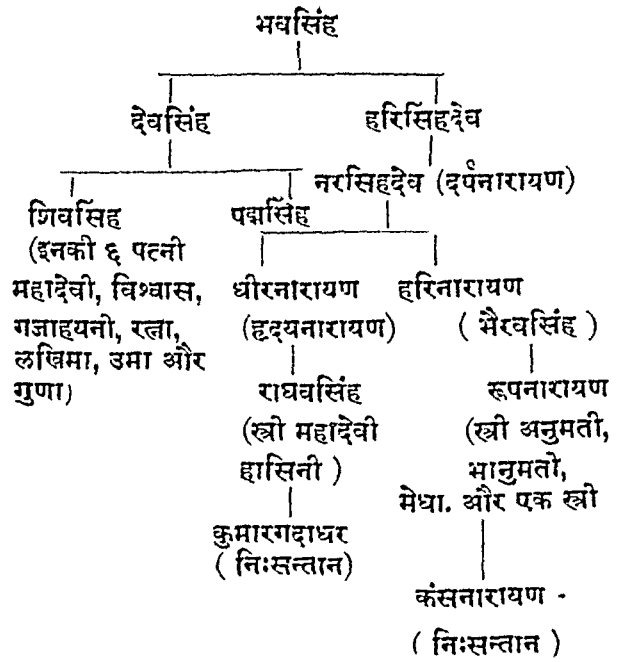 भवसिंह
देवसिंह हरिसिंहदेव
नरसिंहदेव (दर्पनारायण)
शिवसिंह पद्मसिंह
(इनकी ६ पत्नी
महादेवी, विश्वास, धीरनारायण हरिनारायण
गजाहयनी, रत्ना, (हृदयनारायण) (भैरवसिंह)
लखिमा, उमा और
गुणा) राघवसिंह रूपनारायण
(स्त्री महादेवी (स्त्री अनुमती,
हासिनी) भानुमतो,
मेधा. और एक स्त्री
कुमारगदाधर
(निःसन्तान)
कंसनारायण -
(निःसन्तान)